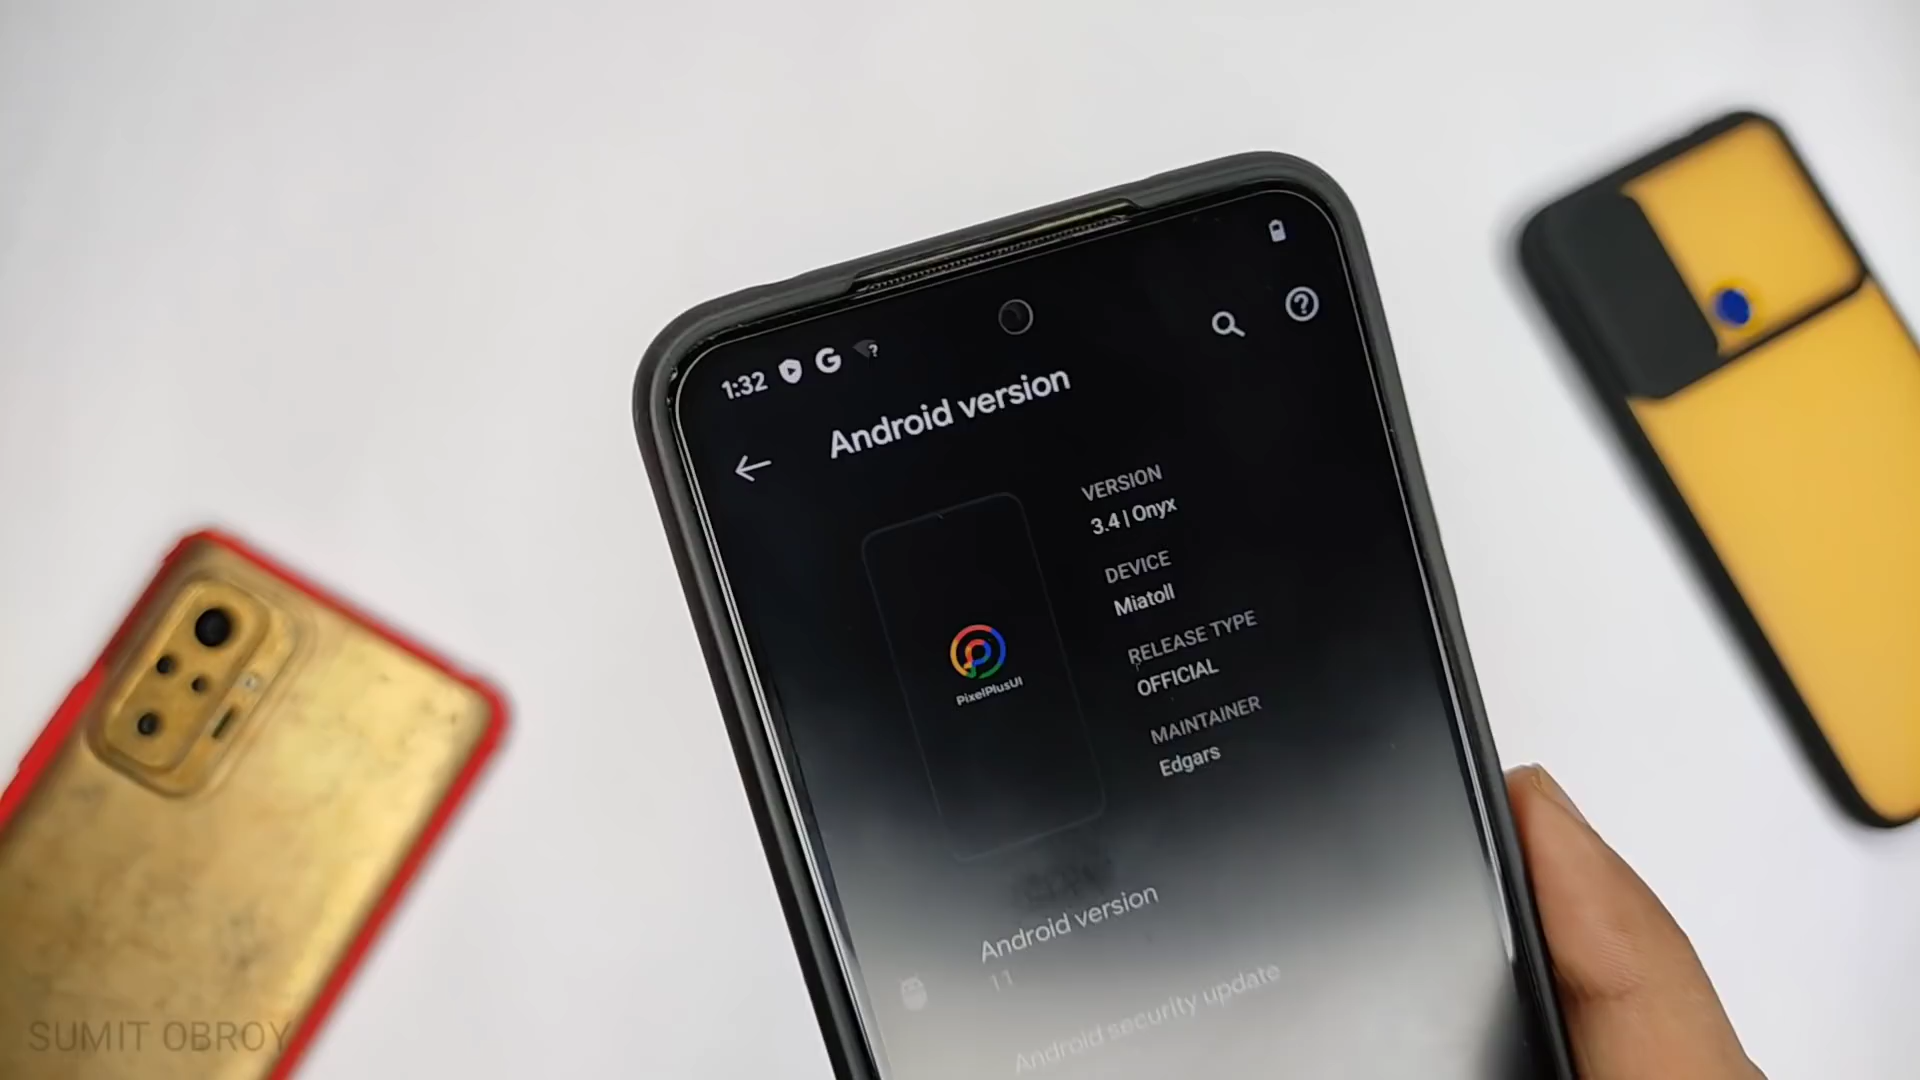 1:32 G ?
?
Android version
VERSION
3.4 | Onyx
DEVICE
Miatoll
RELEASE TYPE
OFFICIAL
MAINTAINER
Edgars
PixelPlusUI
Android version
11
Android security update
SUMIT OBROY